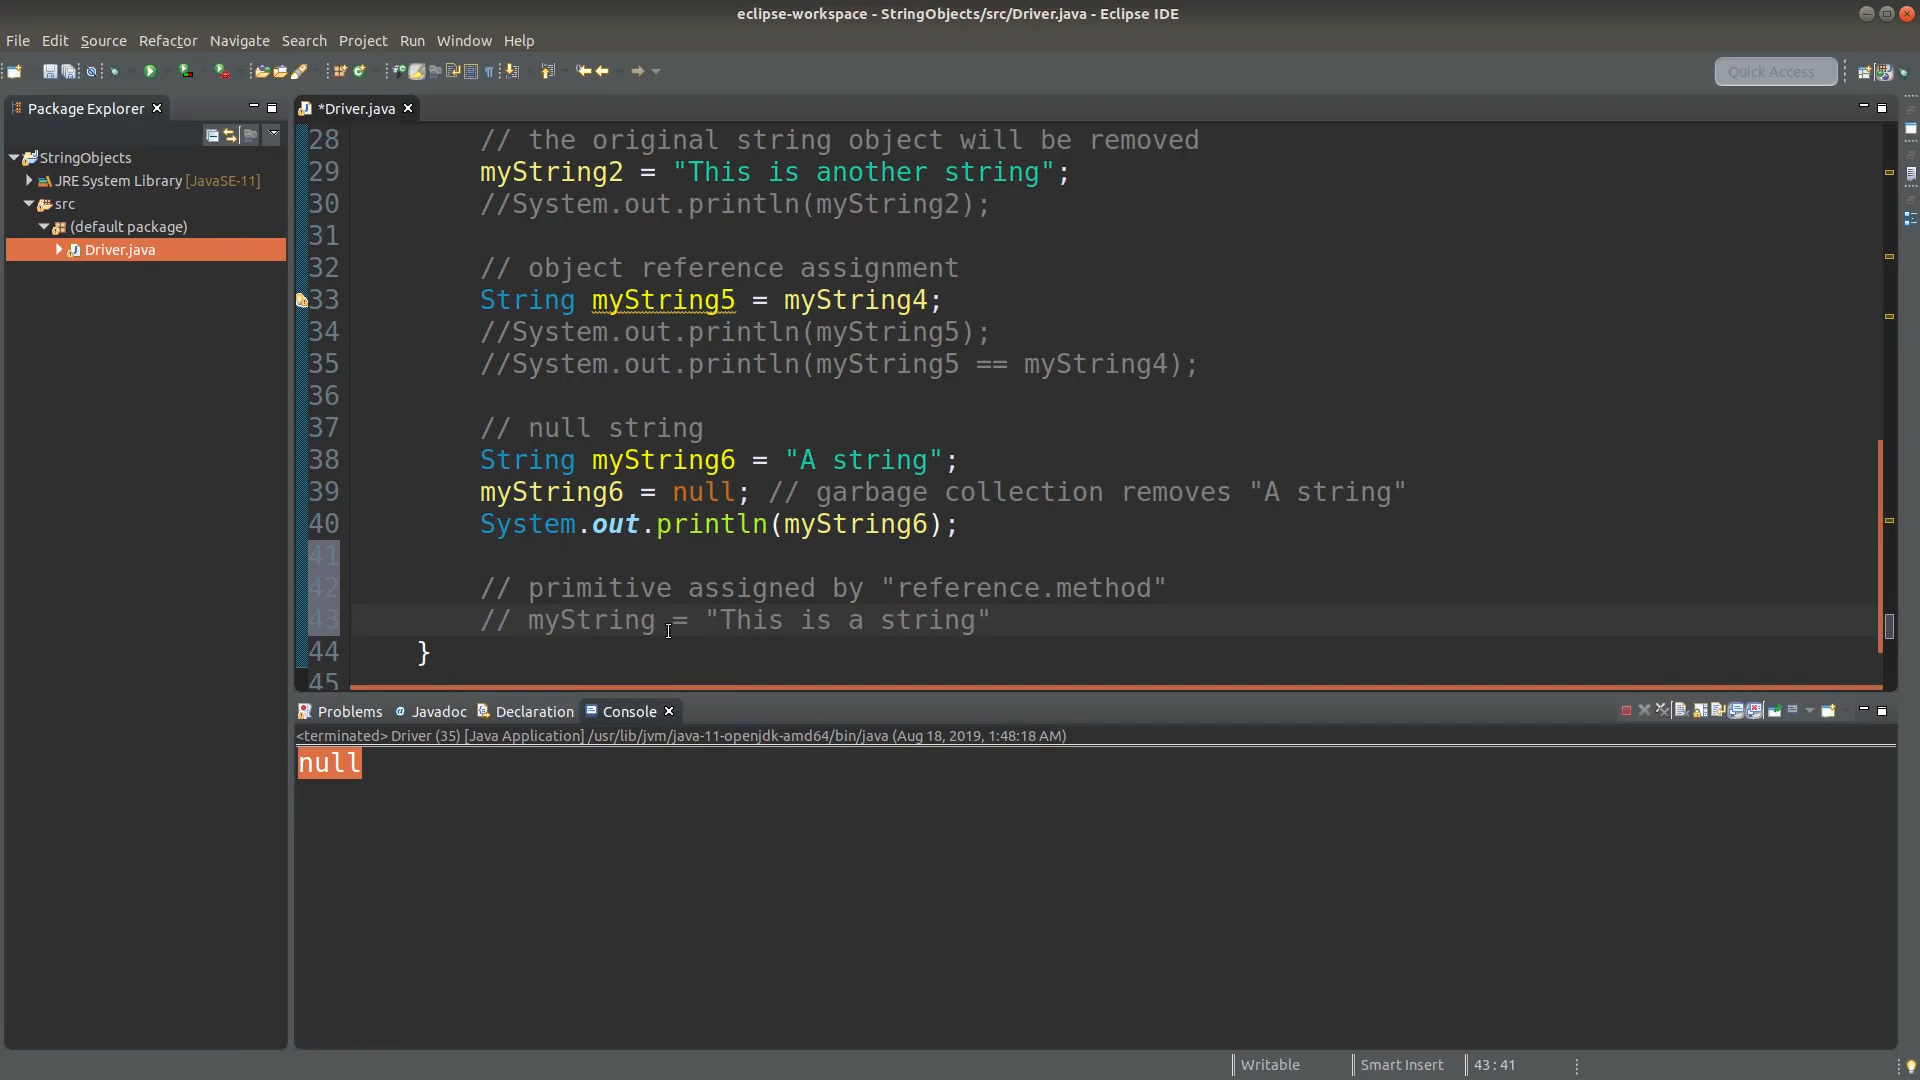 eclipse-workspace - StringObjects/src/Driver.java - Eclipse IDE
File Edit Source Refactor Navigate Search Project Run Window Help
Quick Access
Package Explorer
*Driver.java
StringObjects
JRE System Library [JavaSE-11]
src
(default package)
Driver.java
28 // the original string object will be removed
29 myString2 = "This is another string";
30 //System.out.println(myString2);
31
32 // object reference assignment
33 String myString5 = myString4;
34 //System.out.println(myString5);
35 //System.out.println(myString5 == myString4);
36
37 // null string
38 String myString6 = "A string";
39 myString6 = null; // garbage collection removes "A string"
40 System.out.println(myString6);
41
42 // primitive assigned by "reference.method"
43 // myString = "This is a string"
44 }
45
Problems Javadoc Declaration Console
<terminated> Driver (35) [Java Application] /usr/lib/jvm/java-11-openjdk-amd64/bin/java (Aug 18, 2019, 1:48:18 AM)
null
Writable Smart Insert 43 : 41